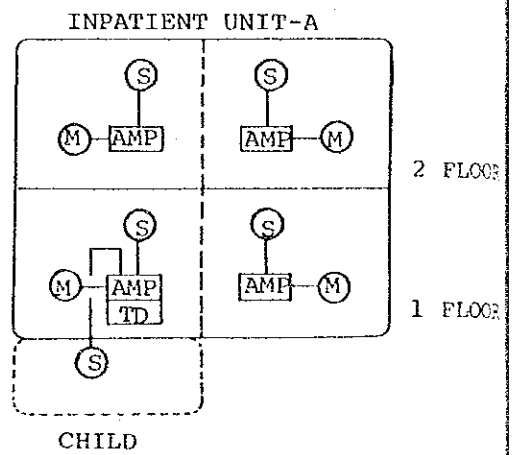 INPATIENT UNIT-A
S S
M AMP AMP M
2 FLOOR
S S
M AMP AMP M
TD
1 FLOOR
S
CHILD